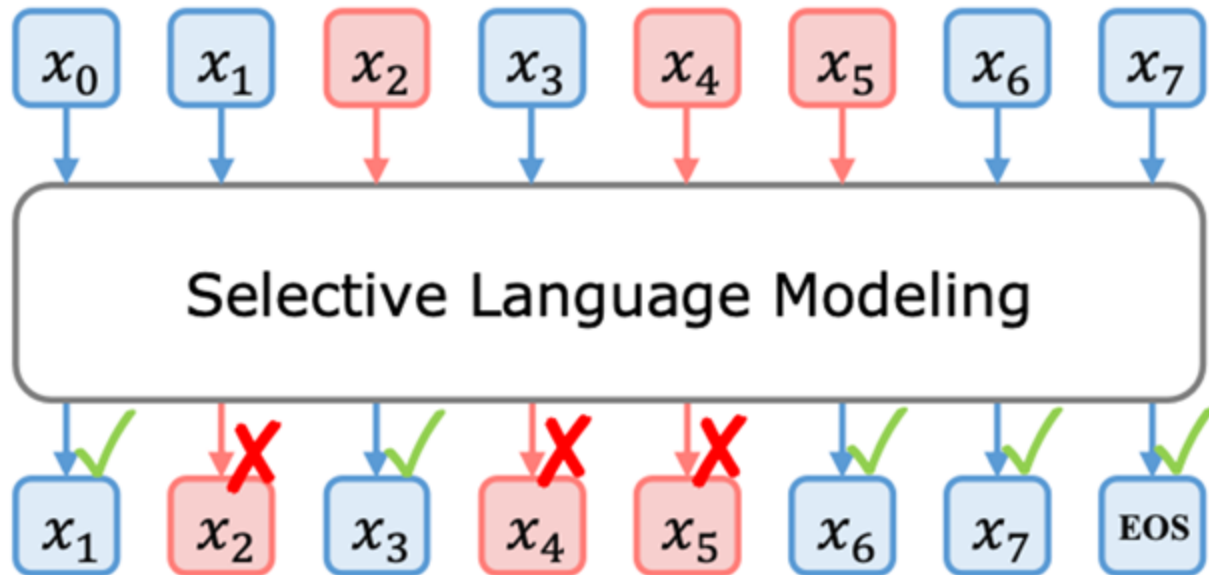 x₀ x₁ x₂ x₃ x₄ x₅ x₆ x₇
Selective Language Modeling
x₁ x₂ x₃ x₄ x₅ x₆ x₇ EOS